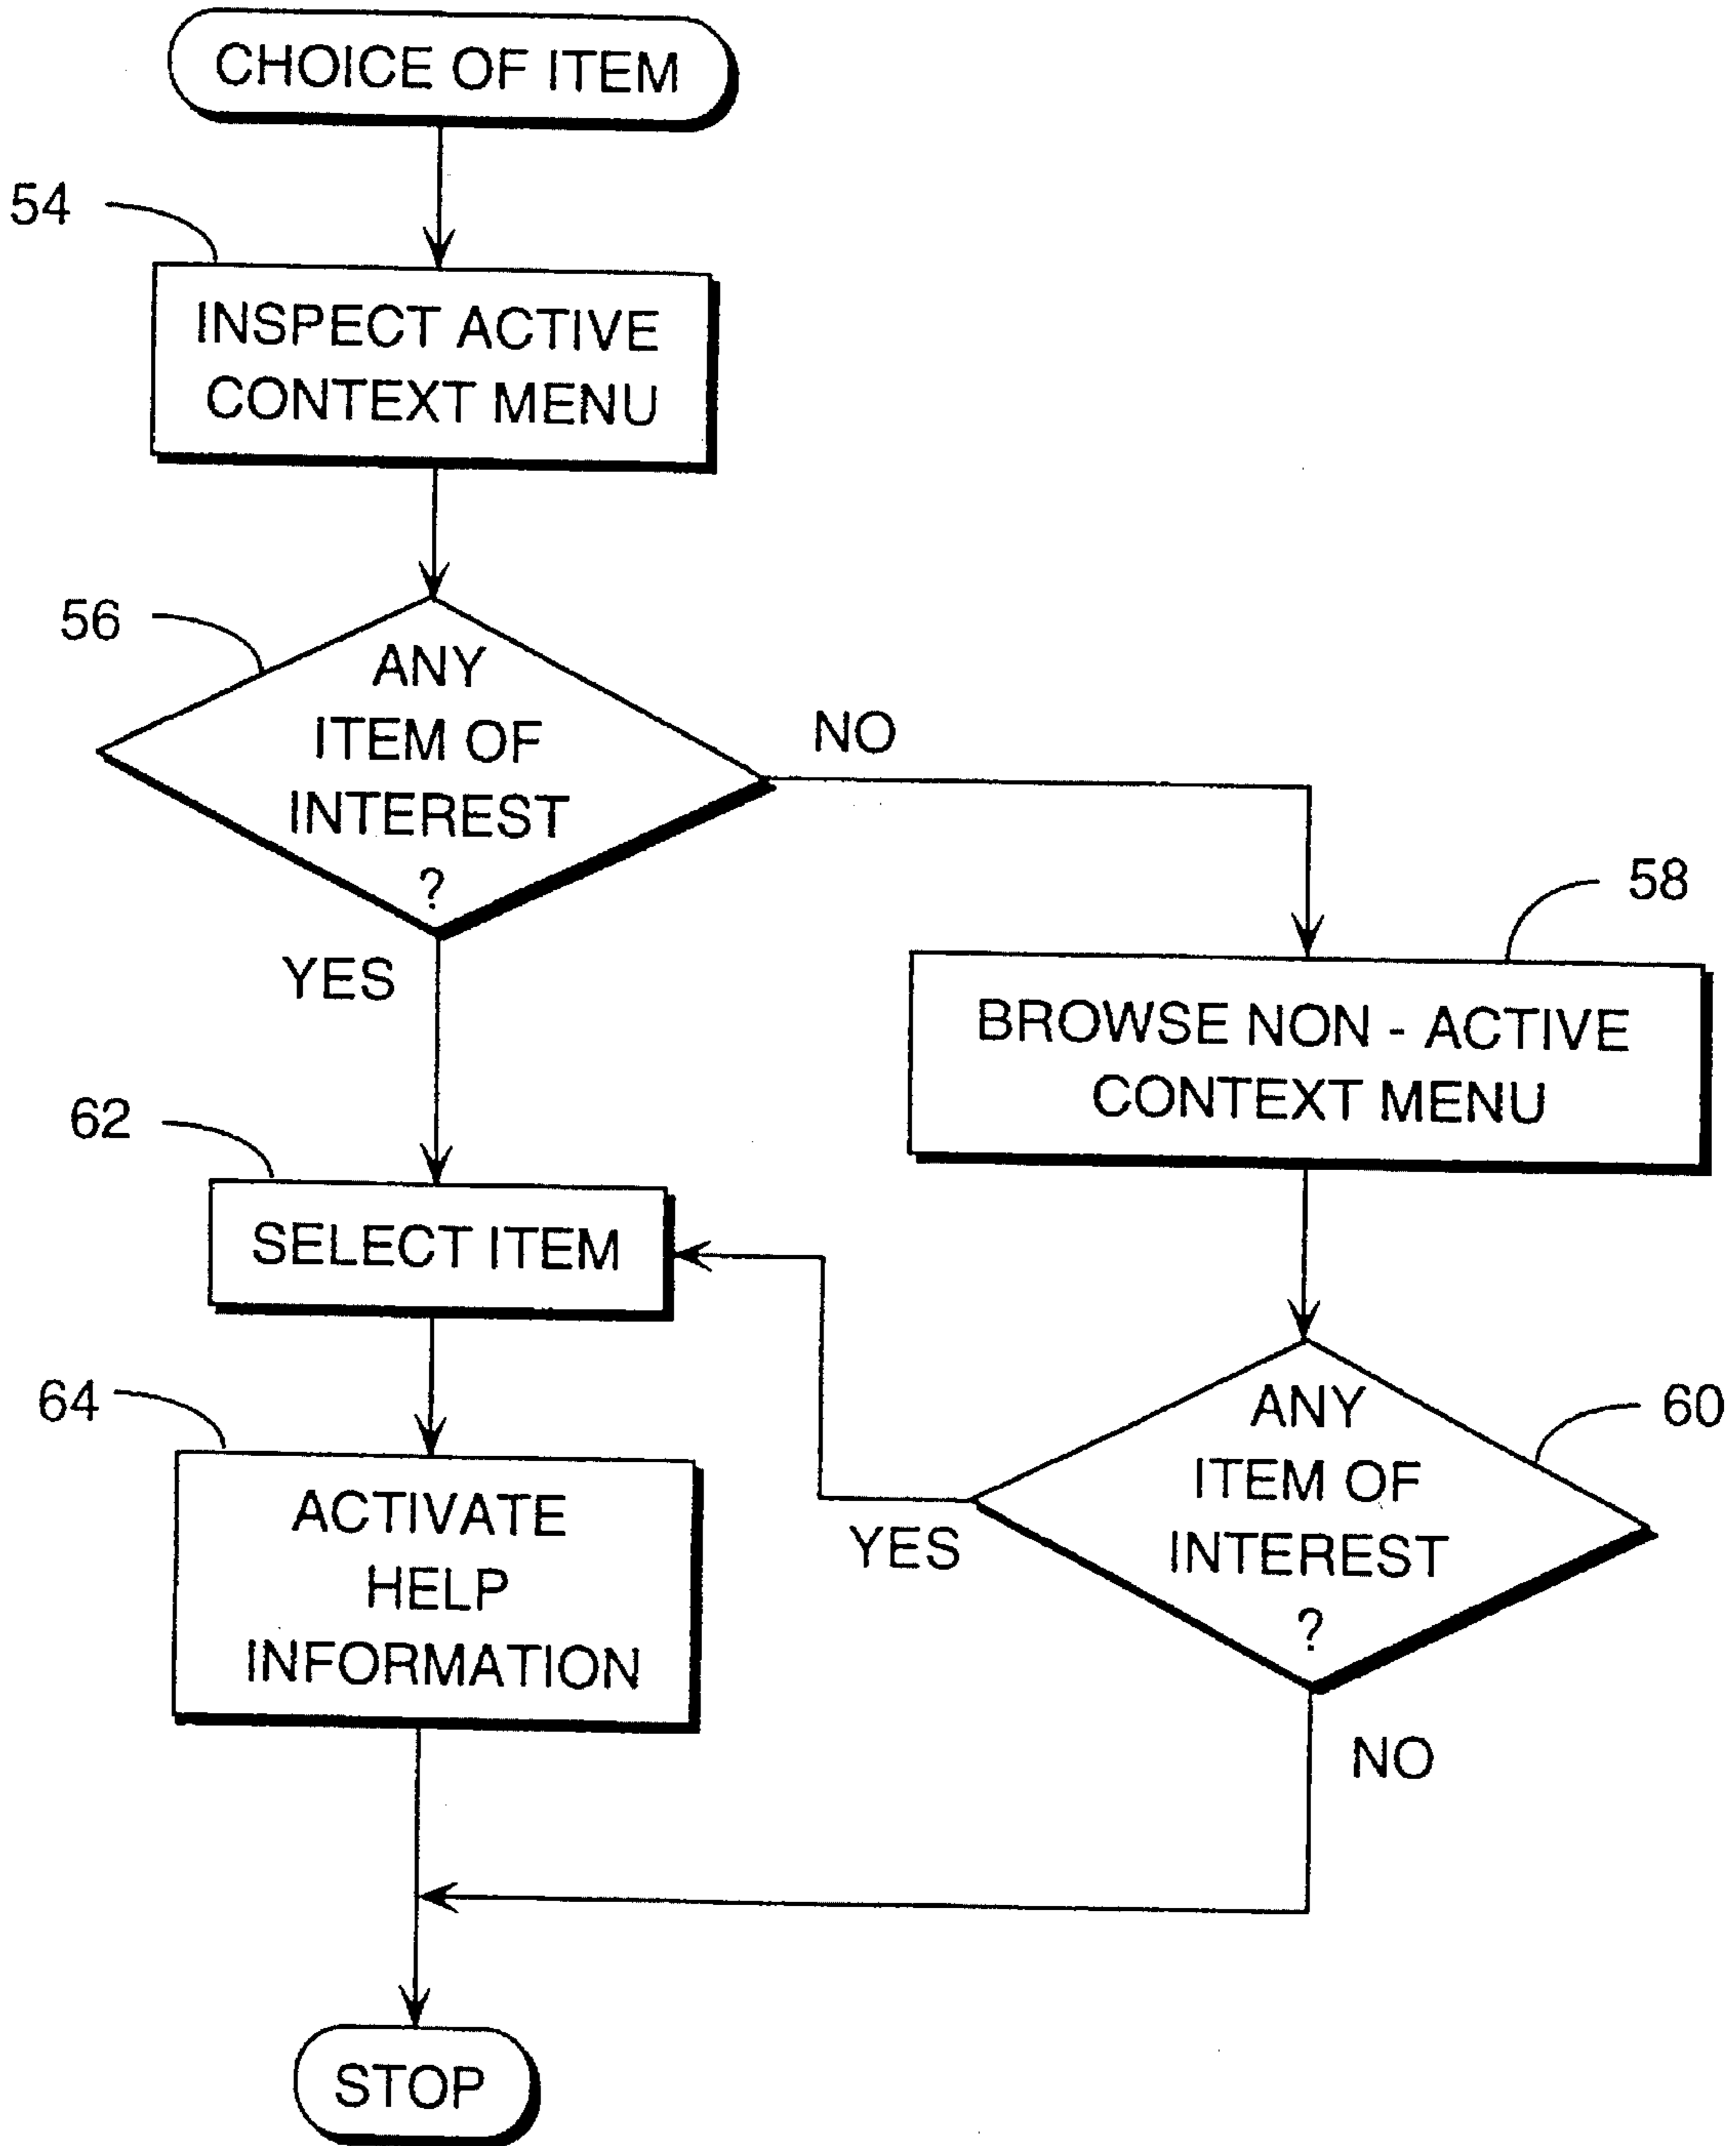 CHOICE OF ITEM
54
INSPECT ACTIVE
CONTEXT MENU
56
ANY
ITEM OF
INTEREST
?
NO
YES
58
BROWSE NON - ACTIVE
CONTEXT MENU
62
SELECT ITEM
64
ACTIVATE
HELP
INFORMATION
60
ANY
ITEM OF
INTEREST
?
YES
NO
STOP